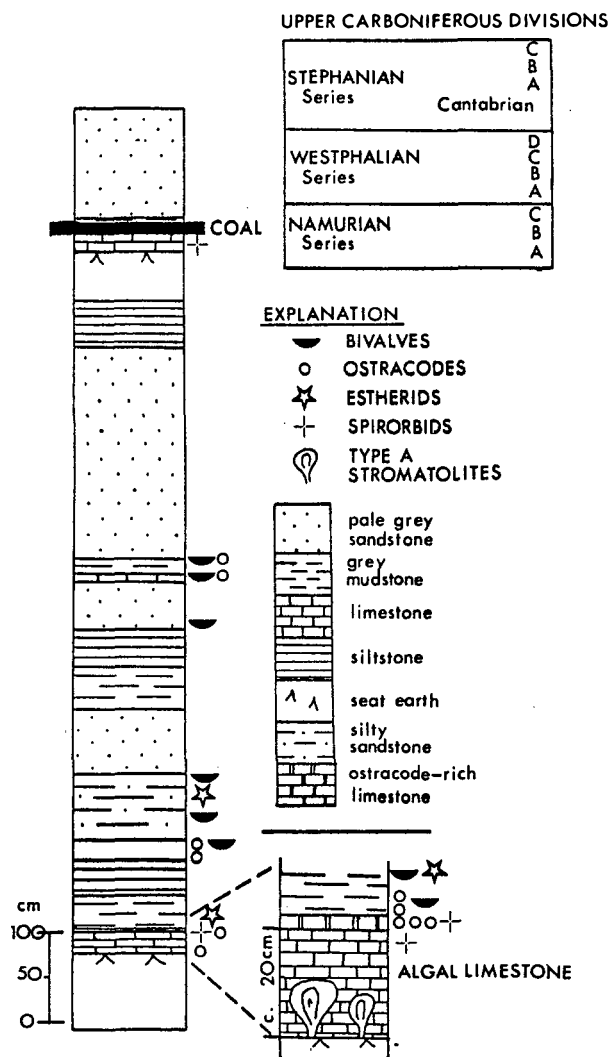 UPPER CARBONIFEROUS DIVISIONS
STEPHANIAN
Series
C
B
A
Cantabrian
WESTPHALIAN
Series
D
C
B
A
NAMURIAN
Series
C
B
A
COAL
EXPLANATION
BIVALVES
OSTRACODES
ESTHERIDS
SPIRORBIDS
TYPE A
STROMATOLITES
pale grey
sandstone
grey
mudstone
limestone
siltstone
seat earth
silty
sandstone
ostracode-rich
limestone
cm
100
50
0
c. 20cm
ALGAL LIMESTONE